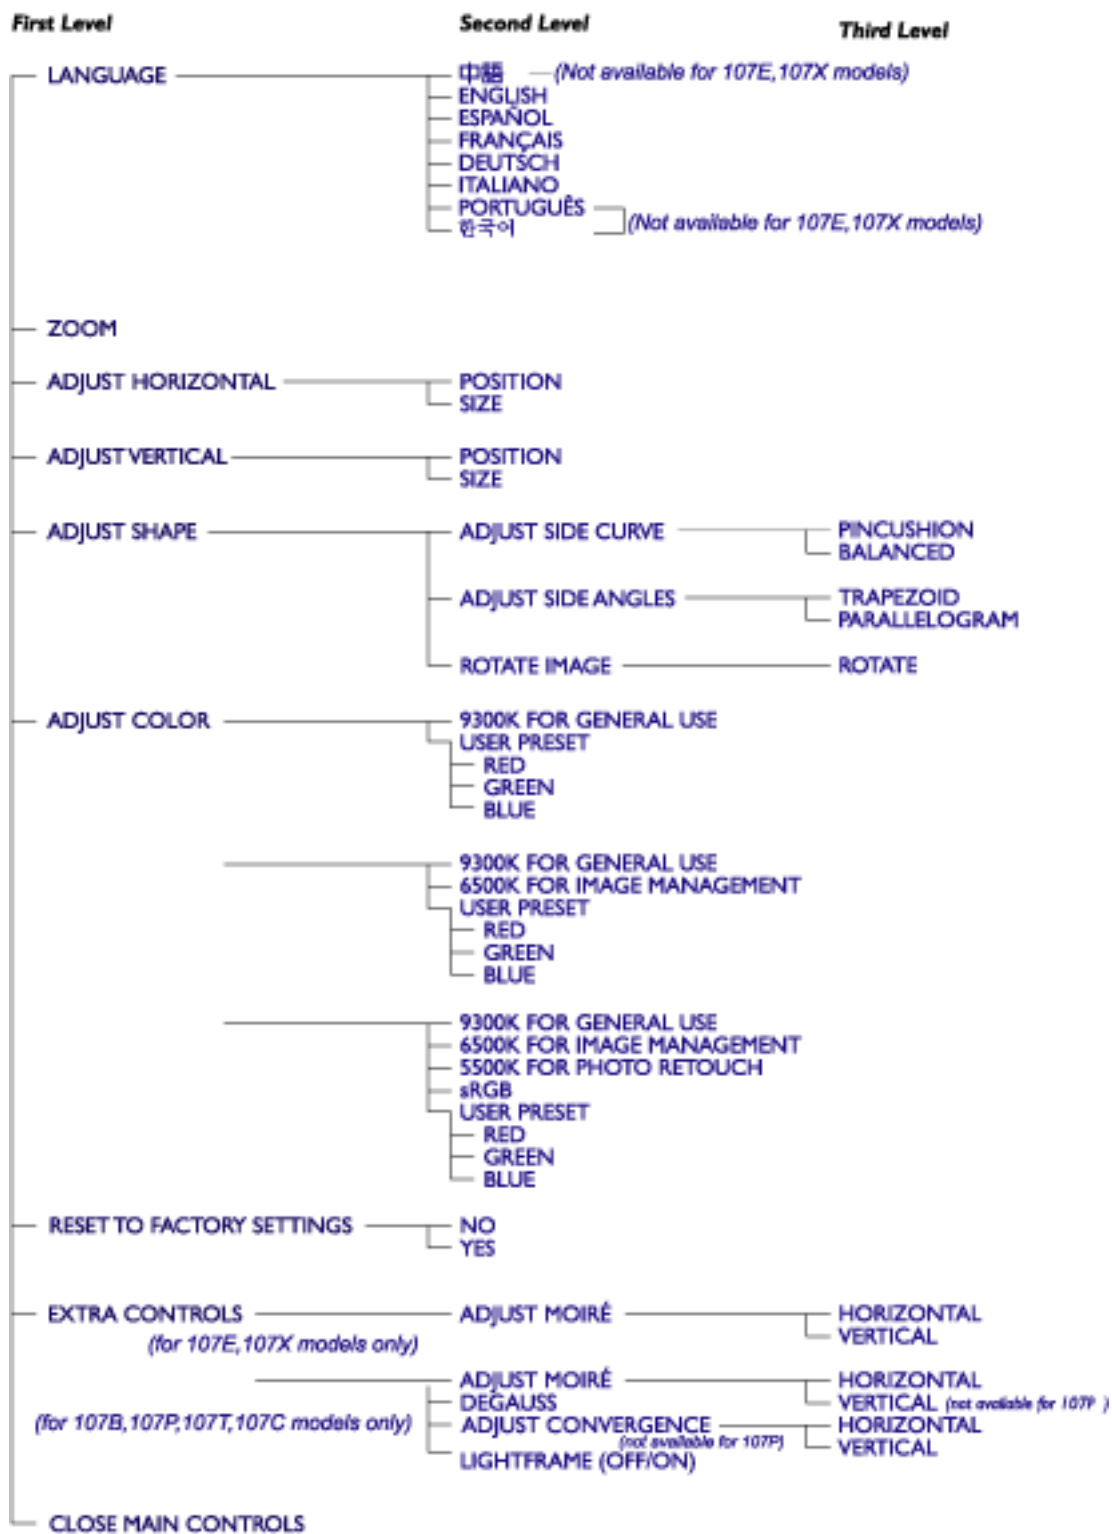 First Level Second Level Third Level
LANGUAGE 中語 (Not available for 107E,107X models)
ENGLISH
ESPAÑOL
FRANÇAIS
DEUTSCH
ITALIANO
PORTUGUÊS
(Not available for 107E,107X models)
한국어
ZOOM
ADJUST HORIZONTAL POSITION
SIZE
ADJUST VERTICAL POSITION
SIZE
ADJUST SHAPE ADJUST SIDE CURVE PINCUSHION
BALANCED
ADJUST SIDE ANGLES TRAPEZOID
PARALLELOGRAM
ROTATE IMAGE ROTATE
ADJUST COLOR 9300K FOR GENERAL USE
USER PRESET
RED
GREEN
BLUE
9300K FOR GENERAL USE
6500K FOR IMAGE MANAGEMENT
USER PRESET
RED
GREEN
BLUE
9300K FOR GENERAL USE
6500K FOR IMAGE MANAGEMENT
5500K FOR PHOTO RETOUCH
sRGB
USER PRESET
RED
GREEN
BLUE
RESET TO FACTORY SETTINGS NO
YES
EXTRA CONTROLS ADJUST MOIRÉ HORIZONTAL
(for 107E,107X models only) VERTICAL
ADJUST MOIRÉ HORIZONTAL
DEGAUSS VERTICAL (not available for 107P )
(for 107B,107P,107T,107C models only) ADJUST CONVERGENCE HORIZONTAL
(not available for 107P) VERTICAL
LIGHTFRAME (OFF/ON)
CLOSE MAIN CONTROLS